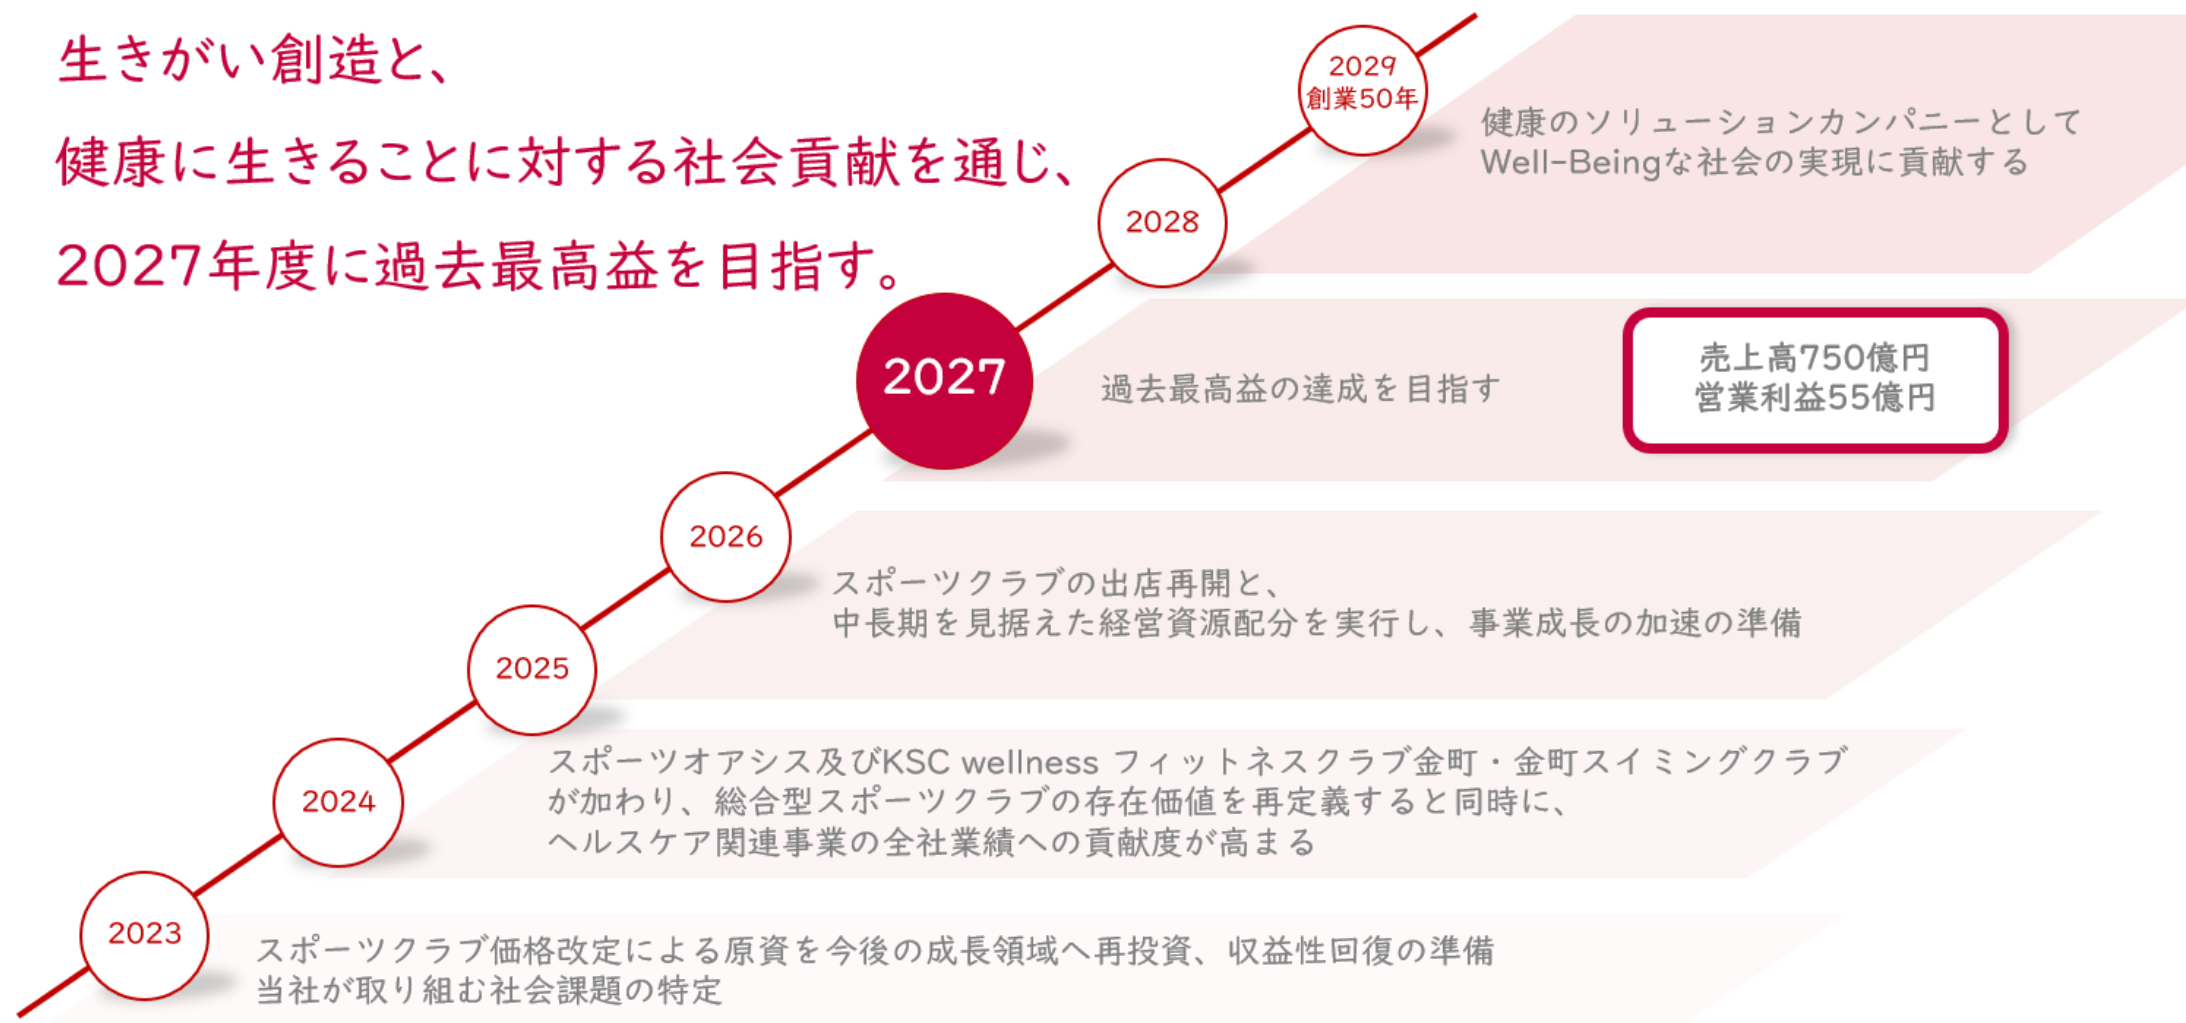 生きがい創造と、
健康に生きることに対する社会貢献を通じ、
2027年度に過去最高益を目指す。
2029
創業50年
健康のソリューションカンパニーとして
Well-Beingな社会の実現に貢献する
2028
2027
過去最高益の達成を目指す
売上高750億円
営業利益55億円
2026
スポーツクラブの出店再開と、
中長期を見据えた経営資源配分を実行し、事業成長の加速の準備
2025
スポーツオアシス及びKSC wellness フィットネスクラブ金町・金町スイミングクラブ
が加わり、総合型スポーツクラブの存在価値を再定義すると同時に、
ヘルスケア関連事業の全社業績への貢献度が高まる
2024
2023
スポーツクラブ価格改定による原資を今後の成長領域へ再投資、収益性回復の準備
当社が取り組む社会課題の特定